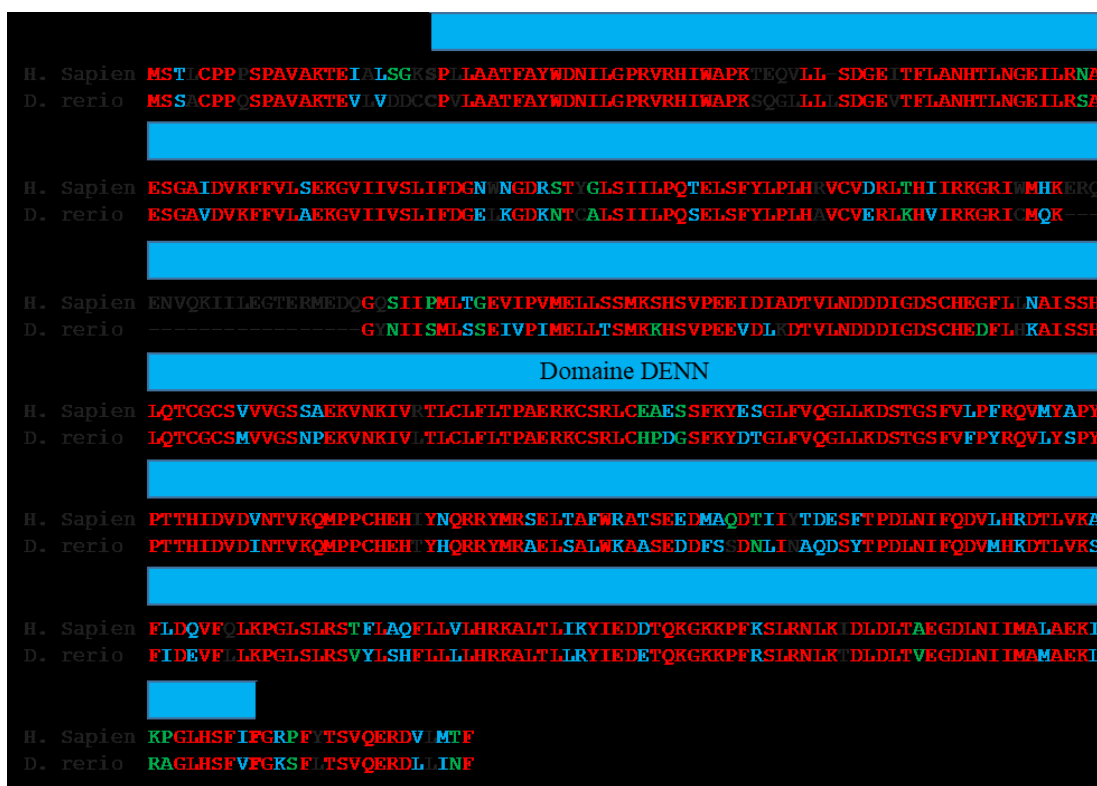 H. Sapien MSTLCPPPSPAVAKTEIALSGKSPLLAATFAYWDNILGPRVRHIWAPKTEQVLL-SDGEITFLANHTLNGEILRNA
D. rerio MSSACPPQSPAVAKTEVLVDDCCPVLAATFAYWDNILGPRVRHIWAPKSQGLLLLSDGEVTFLANHTLNGEILRSA
H. Sapien ESGAIDVKFFVLSEKGVIIVSLIFDGNWNGDRSTYGLSIILPQTELSFYLPLHRVCVDRLTHIIRKGRIWMHKERQ
D. rerio ESGAVDVKFFVLAEKGVIIVSLIFDGELKGDKNTCALSIILPQSELSFYLPLHAVCVERLKHVIRKGRICMQK---
H. Sapien ENVQKIILEGTERMEDQGQSIIPMLTGEVIPVMELLSSMKSHSVPEEIDIADTVLNDDDIGDSCHEGFLLNAISSH
D. rerio -----------------GYNIISMLSSEIVPIMELLTSMKKHSVPEEVDLKDTVLNDDDIGDSCHEDFLHKAISSH
Domaine DENN
H. Sapien LQTCGCSVVVGSSAEKVNKIVRTLCLFLTPAERKCSRLCEAESSFKYESGLFVQGLLKDSTGSFVLPFRQVMYAPY
D. rerio LQTCGCSMVVGSNPEKVNKIVLTLCLFLTPAERKCSRLCHPDGSFKYDTGLFVQGLLKDSTGSFVFPYRQVLYSPY
H. Sapien PTTHIDVDVNTVKQMPPCHEHIYNQRRYMRSELTAFWRATSEEDMAQDTIIYTDESFTPDLNIFQDVLHRDTLVKA
D. rerio PTTHIDVDINTVKQMPPCHEHTYHQRRYMRAELSALWKAASEDDFSSDNLINAQDSYTPDLNIFQDVMHKDTLVKS
H. Sapien FLDQVFQLKPGLSLRSTFLAQFLLVLHRKALTLIKYIEDDTQKGKKPFKSLRNLKIDLDLTAEGDLNIIMALAEKI
D. rerio FIDEVFLLKPGLSLRSVYLSHFLLLLHRKALTLLRYIEDETQKGKKPFRSLRNLKTDLDLTVEGDLNIIMAMAEKI
H. Sapien KPGLHSFIFGRPFYTSVQERDVLMTF
D. rerio RAGLHSFVFGKSFLTSVQERDLLINF